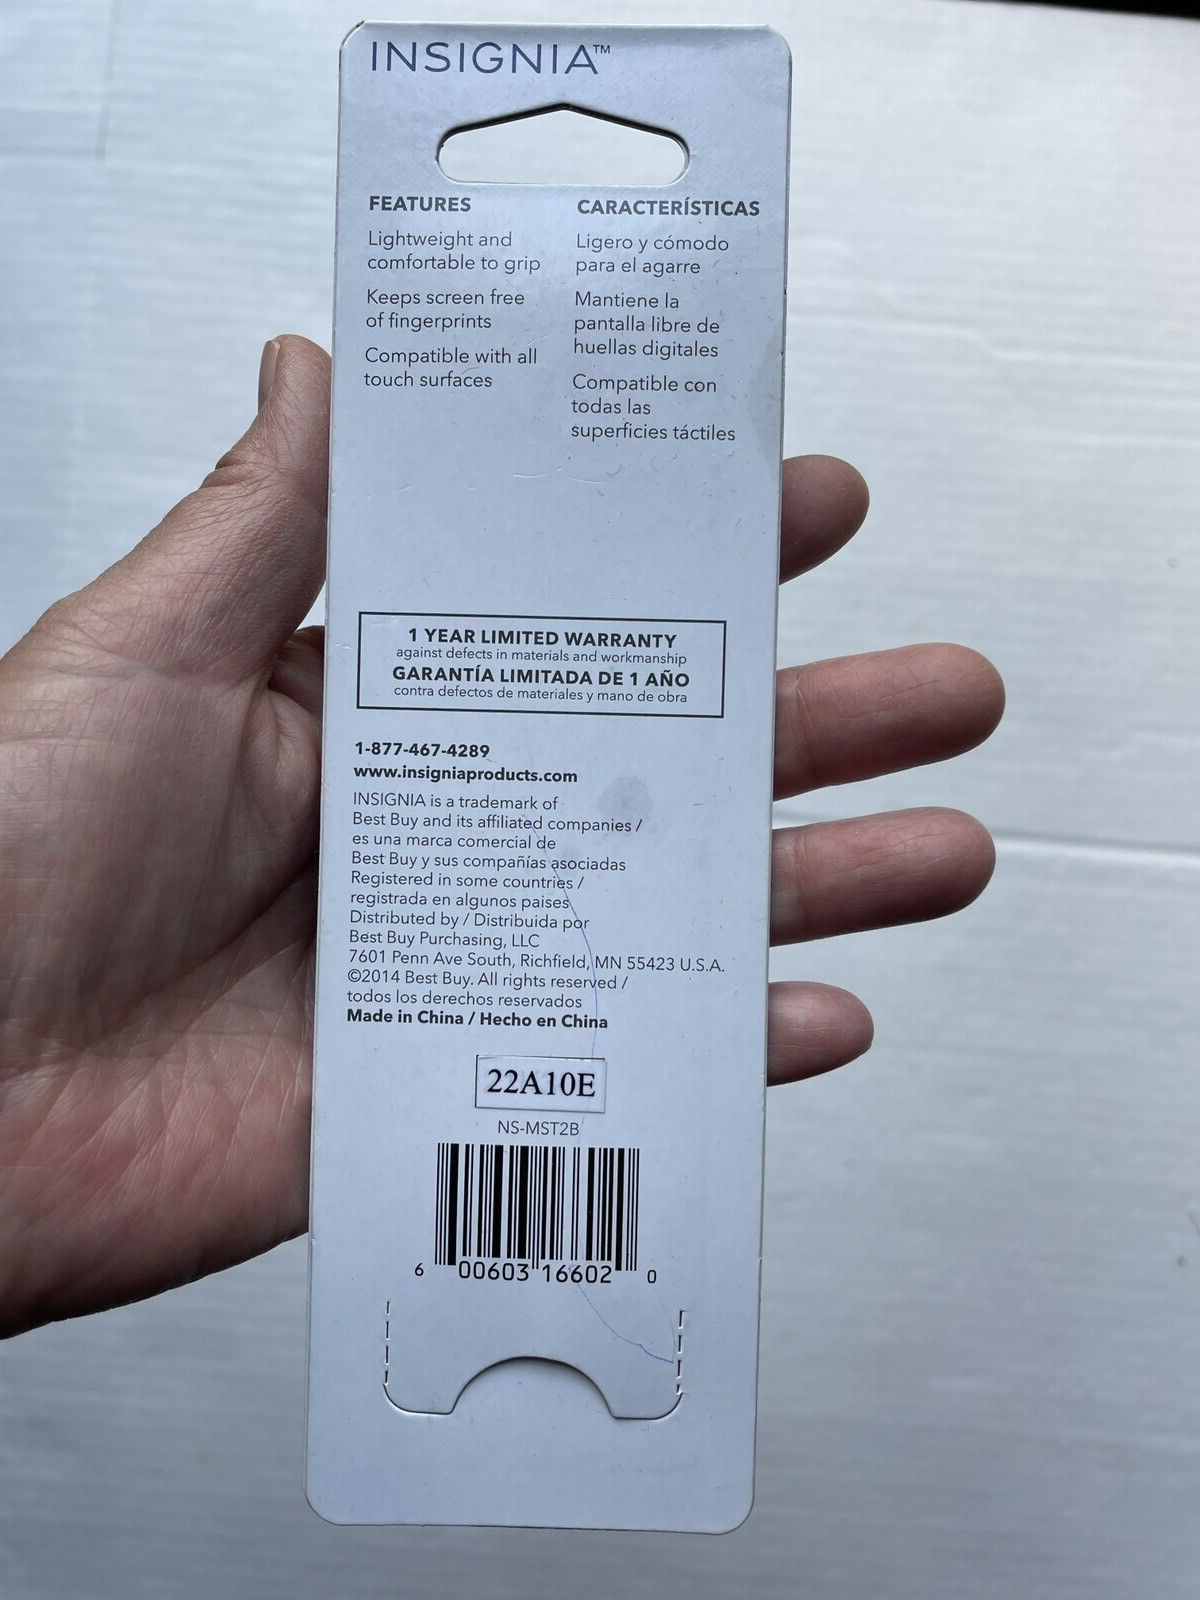 INSIGNIA™
FEATURES
Lightweight and
comfortable to grip
Keeps screen free
of fingerprints
Compatible with all
touch surfaces
CARACTERÍSTICAS
Ligero y cómodo
para el agarre
Mantiene la
pantalla libre de
huellas digitales
Compatible con
todas las
superficies táctiles
1 YEAR LIMITED WARRANTY
against defects in materials and workmanship
GARANTÍA LIMITADA DE 1 AÑO
contra defectos de materiales y mano de obra
1-877-467-4289
www.insigniaproducts.com
INSIGNIA is a trademark of
Best Buy and its affiliated companies /
es una marca comercial de
Best Buy y sus compañías asociadas
Registered in some countries /
registrada en algunos paises
Distributed by / Distribuida por
Best Buy Purchasing, LLC
7601 Penn Ave South, Richfield, MN 55423 U.S.A.
©2014 Best Buy. All rights reserved /
todos los derechos reservados
Made in China / Hecho en China
22A10E
NS-MST2B
6 00603 16602 0